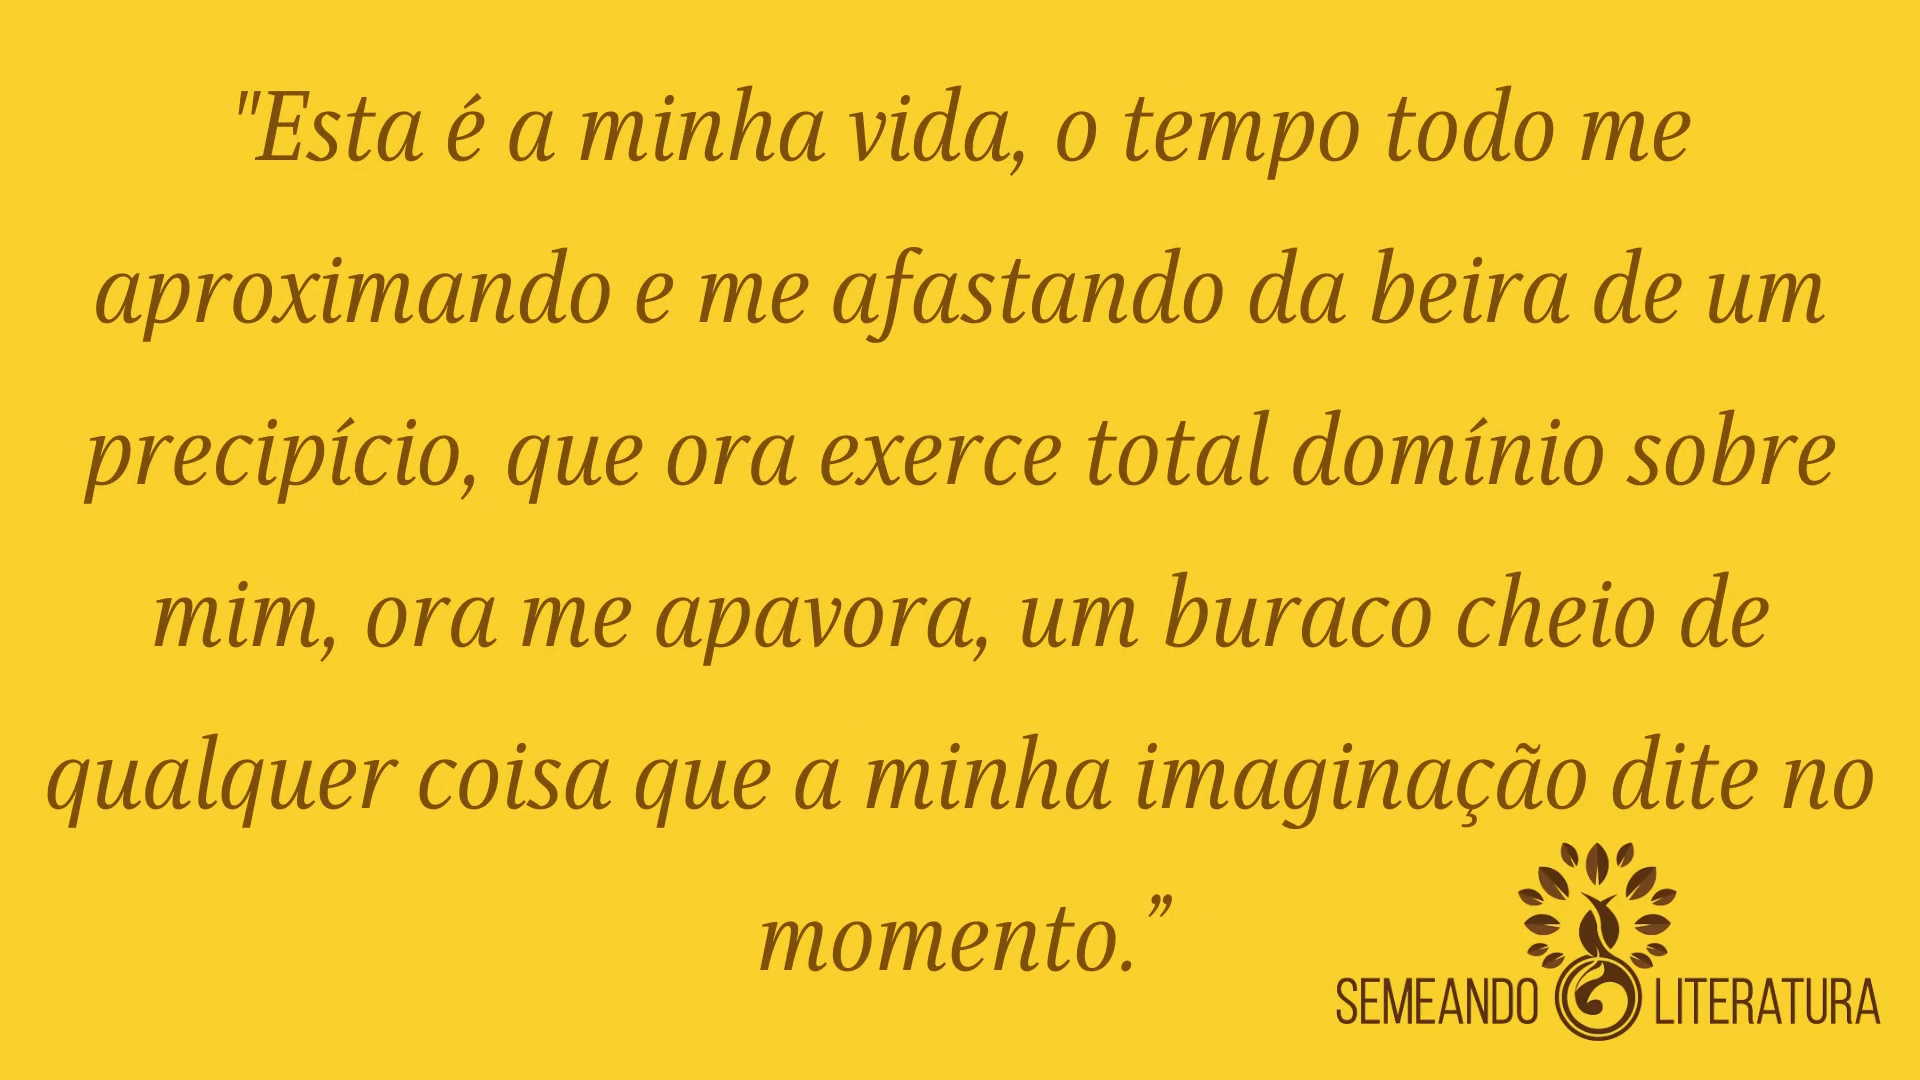 "Esta é a minha vida, o tempo todo me
aproximando e me afastando da beira de um
precipício, que ora exerce total domínio sobre
mim, ora me apavora, um buraco cheio de
qualquer coisa que a minha imaginação dite no
momento.”
SEMEANDO LITERATURA